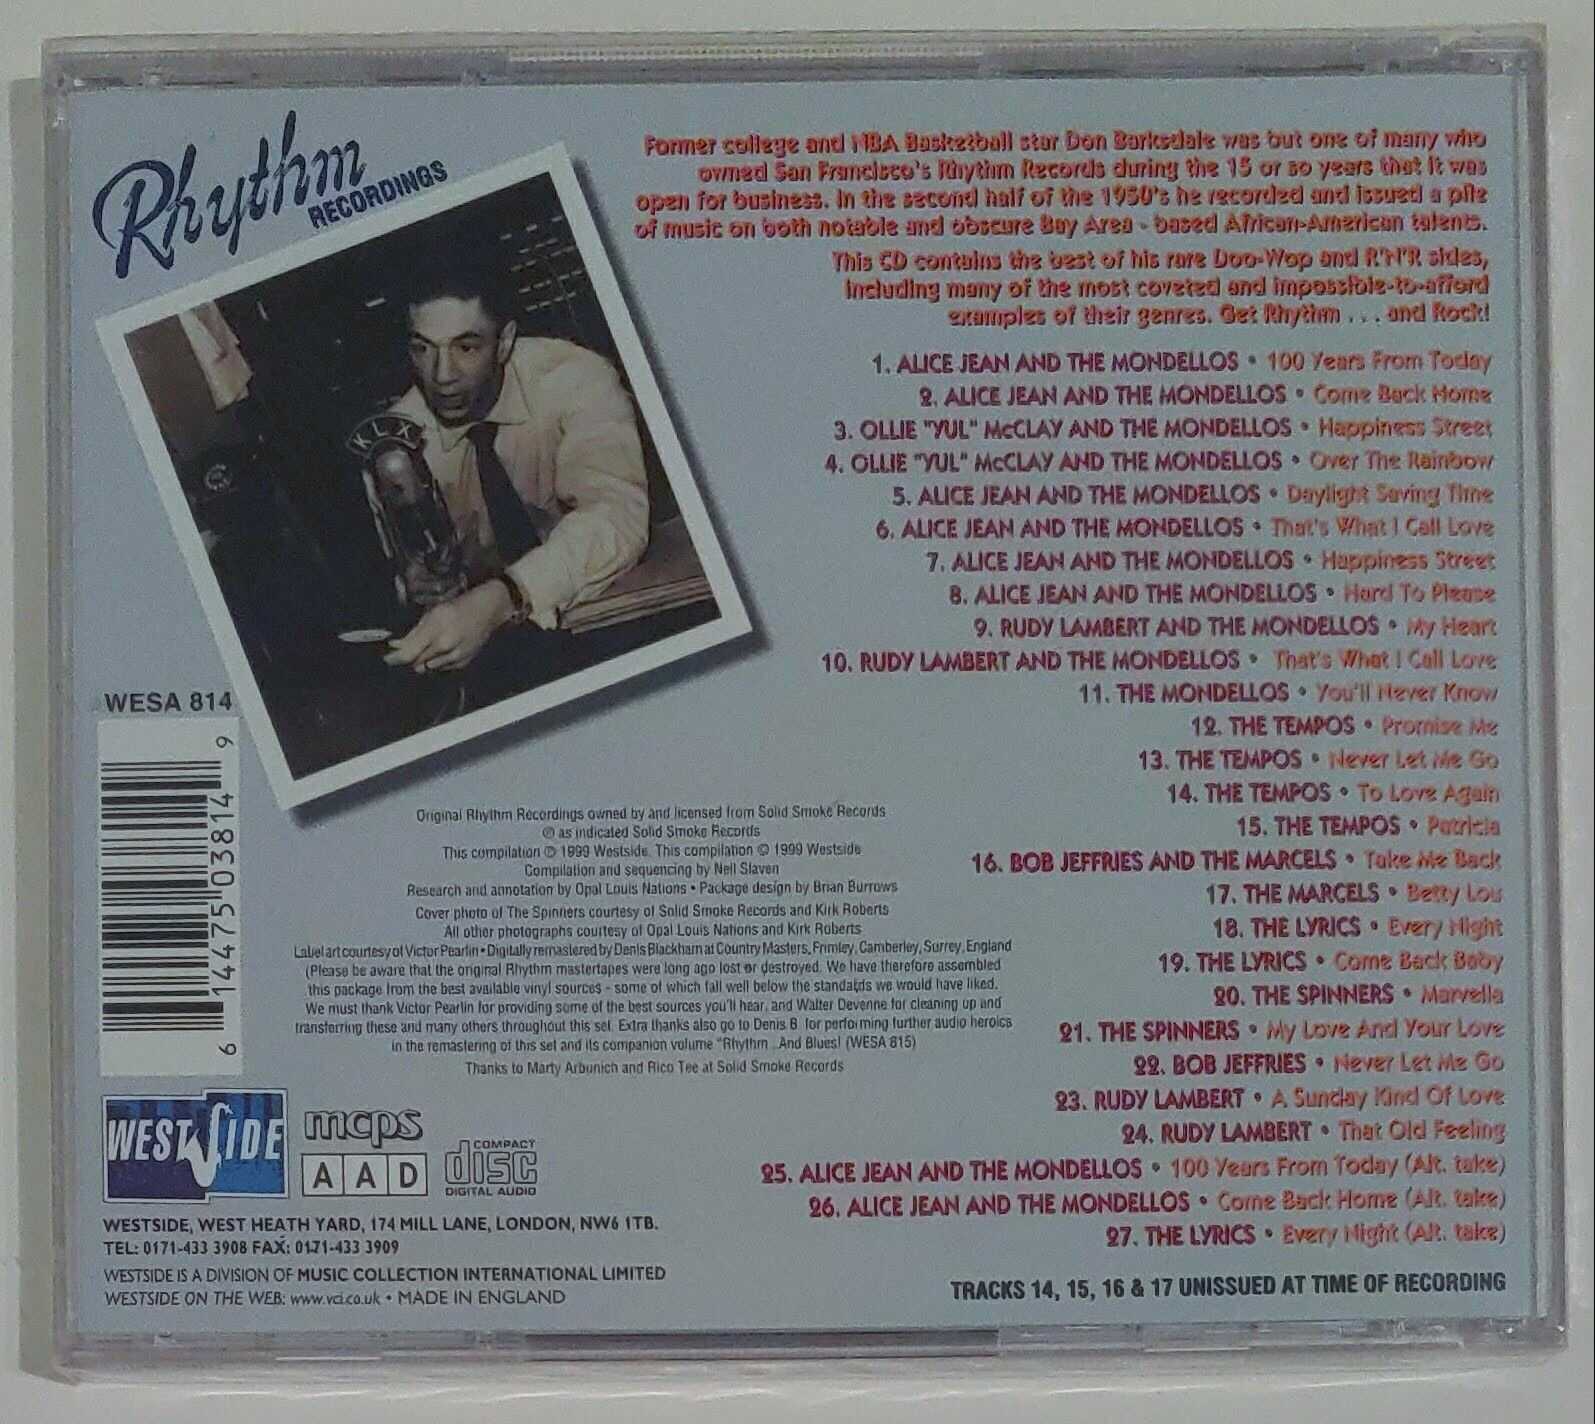 Rhythm
RECORDINGS
Former college and NBA Basketball star Don Barksdale was but one of many who
owned San Francisco's Rhythm Records during the 15 or so years that it was
open for business. In the second half of the 1950's he recorded and issued a pile
of music on both notable and obscure Bay Area - based African-American talents.
This CD contains the best of his rare Doo-Wop and R'N'R sides,
including many of the most coveted and impossible-to-afford
examples of their genres. Get Rhythm . . . and Rock!
KLX
1. ALICE JEAN AND THE MONDELLOS • 100 Years From Today
2. ALICE JEAN AND THE MONDELLOS • Come Back Home
3. OLLIE "YUL" McCLAY AND THE MONDELLOS • Happiness Street
4. OLLIE "YUL" McCLAY AND THE MONDELLOS • Over The Rainbow
5. ALICE JEAN AND THE MONDELLOS • Daylight Saving Time
6. ALICE JEAN AND THE MONDELLOS • That's What I Call Love
7. ALICE JEAN AND THE MONDELLOS • Happiness Street
8. ALICE JEAN AND THE MONDELLOS • Hard To Please
9. RUDY LAMBERT AND THE MONDELLOS • My Heart
10. RUDY LAMBERT AND THE MONDELLOS • That's What I Call Love
11. THE MONDELLOS • You'll Never Know
12. THE TEMPOS • Promise Me
13. THE TEMPOS • Never Let Me Go
14. THE TEMPOS • To Love Again
15. THE TEMPOS • Patricia
16. BOB JEFFRIES AND THE MARCELS • Take Me Back
17. THE MARCELS • Betty Lou
18. THE LYRICS • Every Night
19. THE LYRICS • Come Back Baby
20. THE SPINNERS • Marvella
21. THE SPINNERS • My Love And Your Love
22. BOB JEFFRIES • Never Let Me Go
23. RUDY LAMBERT • A Sunday Kind Of Love
24. RUDY LAMBERT • That Old Feeling
25. ALICE JEAN AND THE MONDELLOS • 100 Years From Today (Alt. take)
26. ALICE JEAN AND THE MONDELLOS • Come Back Home (Alt. take)
27. THE LYRICS • Every Night (Alt. take)
TRACKS 14, 15, 16 & 17 UNISSUED AT TIME OF RECORDING
WESA 814
6 14475 03814 9
Original Rhythm Recordings owned by and licensed from Solid Smoke Records
℗ as indicated Solid Smoke Records
This compilation ℗ 1999 Westside. This compilation © 1999 Westside
Compilation and sequencing by Neil Slaven
Research and annotation by Opal Louis Nations • Package design by Brian Burrows
Cover photo of The Spinners courtesy of Solid Smoke Records and Kirk Roberts
All other photographs courtesy of Opal Louis Nations and Kirk Roberts
Label art courtesy of Victor Pearlin • Digitally remastered by Denis Blackham at Country Masters, Frimley, Camberley, Surrey, England
(Please be aware that the original Rhythm mastertapes were long ago lost or destroyed. We have therefore assembled
this package from the best available vinyl sources - some of which fall well below the standards we would have liked.
We must thank Victor Pearlin for providing some of the best sources you'll hear, and Walter Devenne for cleaning up and
transferring these and many others throughout this set. Extra thanks also go to Denis B. for performing further audio heroics
in the remastering of this set and its companion volume "Rhythm ..And Blues! (WESA 815)
Thanks to Marty Arbunich and Rico Tee at Solid Smoke Records
WESTSIDE
mcps
AAD
COMPACT
disc
DIGITAL AUDIO
WESTSIDE, WEST HEATH YARD, 174 MILL LANE, LONDON, NW6 1TB.
TEL: 0171-433 3908 FAX: 0171-433 3909
WESTSIDE IS A DIVISION OF MUSIC COLLECTION INTERNATIONAL LIMITED
WESTSIDE ON THE WEB: www.vci.co.uk • MADE IN ENGLAND